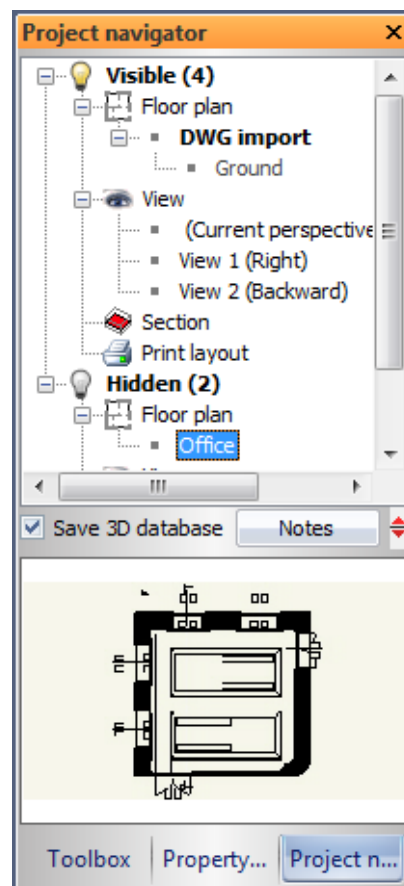 Project navigator
Visible (4)
Floor plan
DWG import
Ground
View
(Current perspective
View 1 (Right)
View 2 (Backward)
Section
Print layout
Hidden (2)
Floor plan
Office
Save 3D database
Notes
Toolbox
Property...
Project n...